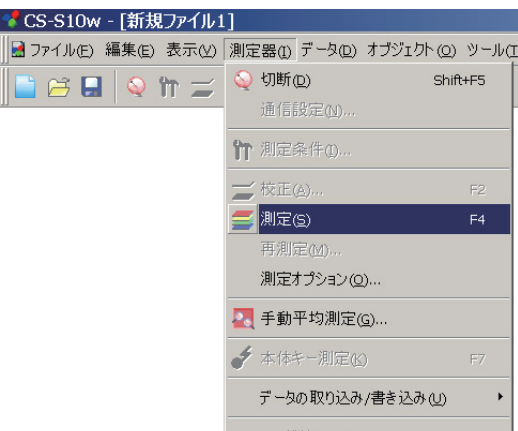 CS-S10w - [新規ファイル1]
ファイル(E) 編集(E) 表示(V) 測定器(I) データ(D) オブジェクト(O) ツール(T
切断(D) Shift+F5
通信設定(N)...
測定条件(I)...
校正(A)... F2
測定(S) F4
再測定(M)...
測定オプション(O)...
手動平均測定(G)...
本体キー測定(K) F7
データの取り込み/書き込み(U)